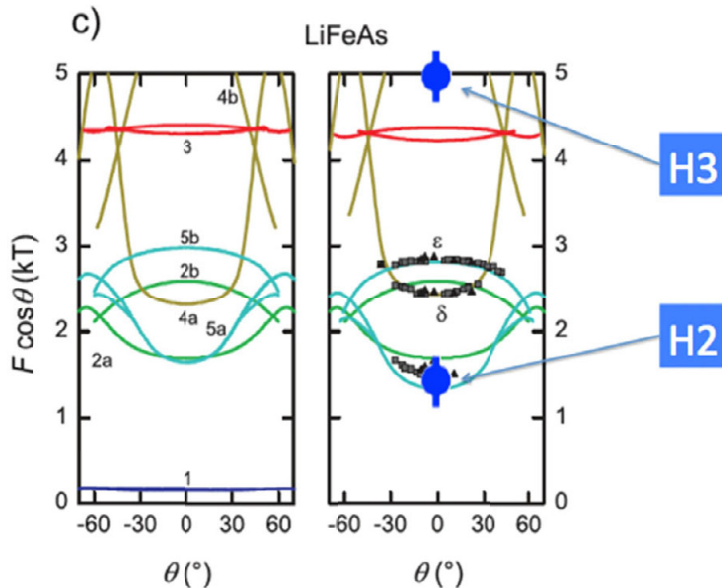 c)
LiFeAs
F cosθ (kT)
5
4
3
2
1
0
4b
3
5b
2b
4a
5a
2a
1
-60 -30 0 30 60
θ (°)
ε
δ
-60 -30 0 30 60
θ (°)
5
4
3
2
1
0
H3
H2